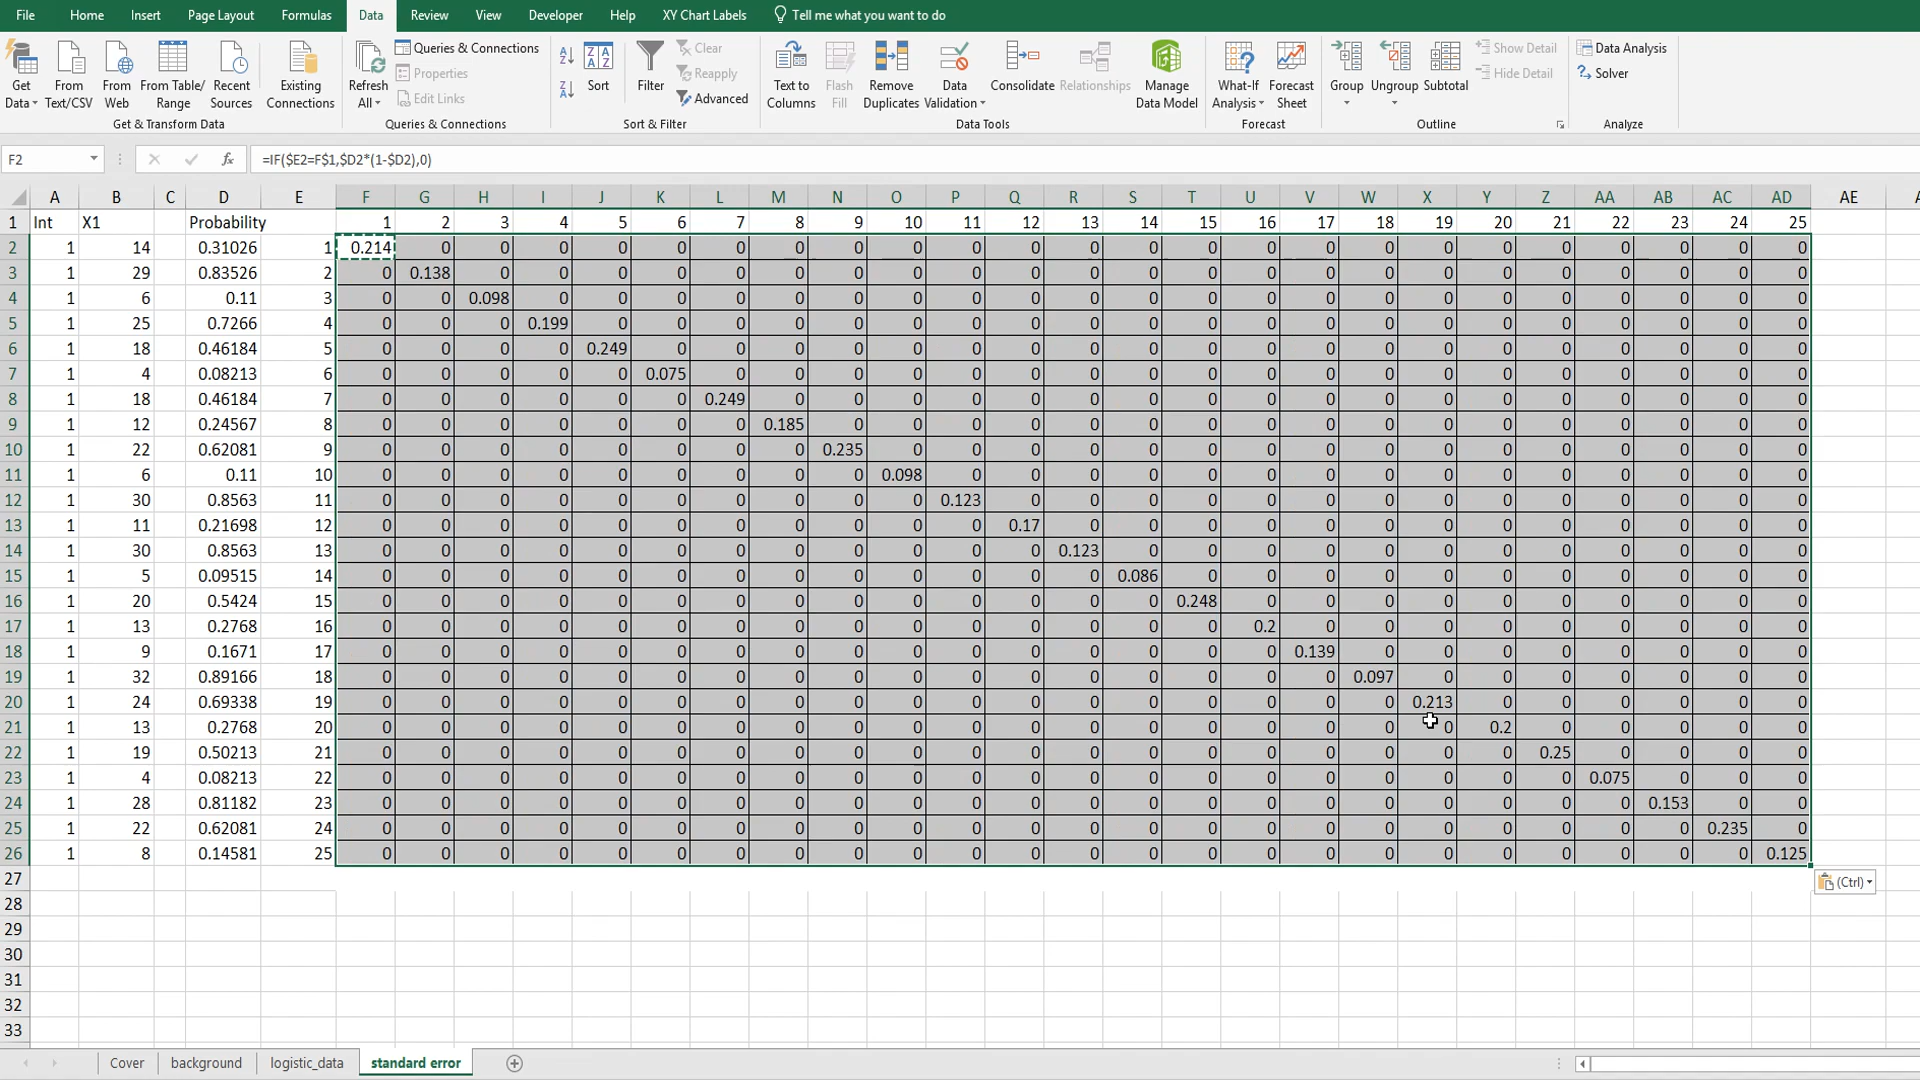 File Home Insert Page Layout Formulas Data Review View Developer Help XY Chart Labels Tell me what you want to do
Get Data From Text/CSV From Web From Table/ Range Recent Sources Existing Connections
Get & Transform Data
Refresh All Queries & Connections Properties Edit Links
Queries & Connections
Sort Filter Clear Reapply Advanced
Sort & Filter
Text to Columns Flash Fill Remove Duplicates Data Validation Consolidate Relationships Manage Data Model
Data Tools
What-If Analysis Forecast Sheet
Forecast
Group Ungroup Subtotal Show Detail Hide Detail
Outline
Data Analysis Solver
Analyze
F2 fx =IF($E2=F$1,$D2*(1-$D2),0)
A B C D E F G H I J K L M N O P Q R S T U V W X Y Z AA AB AC AD AE
1 Int X1 Probability 1 2 3 4 5 6 7 8 9 10 11 12 13 14 15 16 17 18 19 20 21 22 23 24 25
2 1 14 0.31026 1 0.214 0 0 0 0 0 0 0 0 0 0 0 0 0 0 0 0 0 0 0 0 0 0 0 0
3 1 29 0.83526 2 0 0.138 0 0 0 0 0 0 0 0 0 0 0 0 0 0 0 0 0 0 0 0 0 0 0
4 1 6 0.11 3 0 0 0.098 0 0 0 0 0 0 0 0 0 0 0 0 0 0 0 0 0 0 0 0 0 0
5 1 25 0.7266 4 0 0 0 0.199 0 0 0 0 0 0 0 0 0 0 0 0 0 0 0 0 0 0 0 0 0
6 1 18 0.46184 5 0 0 0 0 0.249 0 0 0 0 0 0 0 0 0 0 0 0 0 0 0 0 0 0 0 0
7 1 4 0.08213 6 0 0 0 0 0 0.075 0 0 0 0 0 0 0 0 0 0 0 0 0 0 0 0 0 0 0
8 1 18 0.46184 7 0 0 0 0 0 0 0.249 0 0 0 0 0 0 0 0 0 0 0 0 0 0 0 0 0 0
9 1 12 0.24567 8 0 0 0 0 0 0 0 0.185 0 0 0 0 0 0 0 0 0 0 0 0 0 0 0 0 0
10 1 22 0.62081 9 0 0 0 0 0 0 0 0 0.235 0 0 0 0 0 0 0 0 0 0 0 0 0 0 0 0
11 1 6 0.11 10 0 0 0 0 0 0 0 0 0 0.098 0 0 0 0 0 0 0 0 0 0 0 0 0 0 0
12 1 30 0.8563 11 0 0 0 0 0 0 0 0 0 0 0.123 0 0 0 0 0 0 0 0 0 0 0 0 0 0
13 1 11 0.21698 12 0 0 0 0 0 0 0 0 0 0 0 0.17 0 0 0 0 0 0 0 0 0 0 0 0 0
14 1 30 0.8563 13 0 0 0 0 0 0 0 0 0 0 0 0 0.123 0 0 0 0 0 0 0 0 0 0 0 0
15 1 5 0.09515 14 0 0 0 0 0 0 0 0 0 0 0 0 0 0.086 0 0 0 0 0 0 0 0 0 0 0
16 1 20 0.5424 15 0 0 0 0 0 0 0 0 0 0 0 0 0 0 0.248 0 0 0 0 0 0 0 0 0 0
17 1 13 0.2768 16 0 0 0 0 0 0 0 0 0 0 0 0 0 0 0 0.2 0 0 0 0 0 0 0 0 0
18 1 9 0.1671 17 0 0 0 0 0 0 0 0 0 0 0 0 0 0 0 0 0.139 0 0 0 0 0 0 0 0
19 1 32 0.89166 18 0 0 0 0 0 0 0 0 0 0 0 0 0 0 0 0 0 0.097 0 0 0 0 0 0 0
20 1 24 0.69338 19 0 0 0 0 0 0 0 0 0 0 0 0 0 0 0 0 0 0 0.213 0 0 0 0 0 0
21 1 13 0.2768 20 0 0 0 0 0 0 0 0 0 0 0 0 0 0 0 0 0 0 0 0.2 0 0 0 0 0
22 1 19 0.50213 21 0 0 0 0 0 0 0 0 0 0 0 0 0 0 0 0 0 0 0 0 0.25 0 0 0 0
23 1 4 0.08213 22 0 0 0 0 0 0 0 0 0 0 0 0 0 0 0 0 0 0 0 0 0 0.075 0 0 0
24 1 28 0.81182 23 0 0 0 0 0 0 0 0 0 0 0 0 0 0 0 0 0 0 0 0 0 0 0.153 0 0
25 1 22 0.62081 24 0 0 0 0 0 0 0 0 0 0 0 0 0 0 0 0 0 0 0 0 0 0 0 0.235 0
26 1 8 0.14581 25 0 0 0 0 0 0 0 0 0 0 0 0 0 0 0 0 0 0 0 0 0 0 0 0 0.125
27
(Ctrl)
28
29
30
31
32
33
Cover background logistic_data standard error